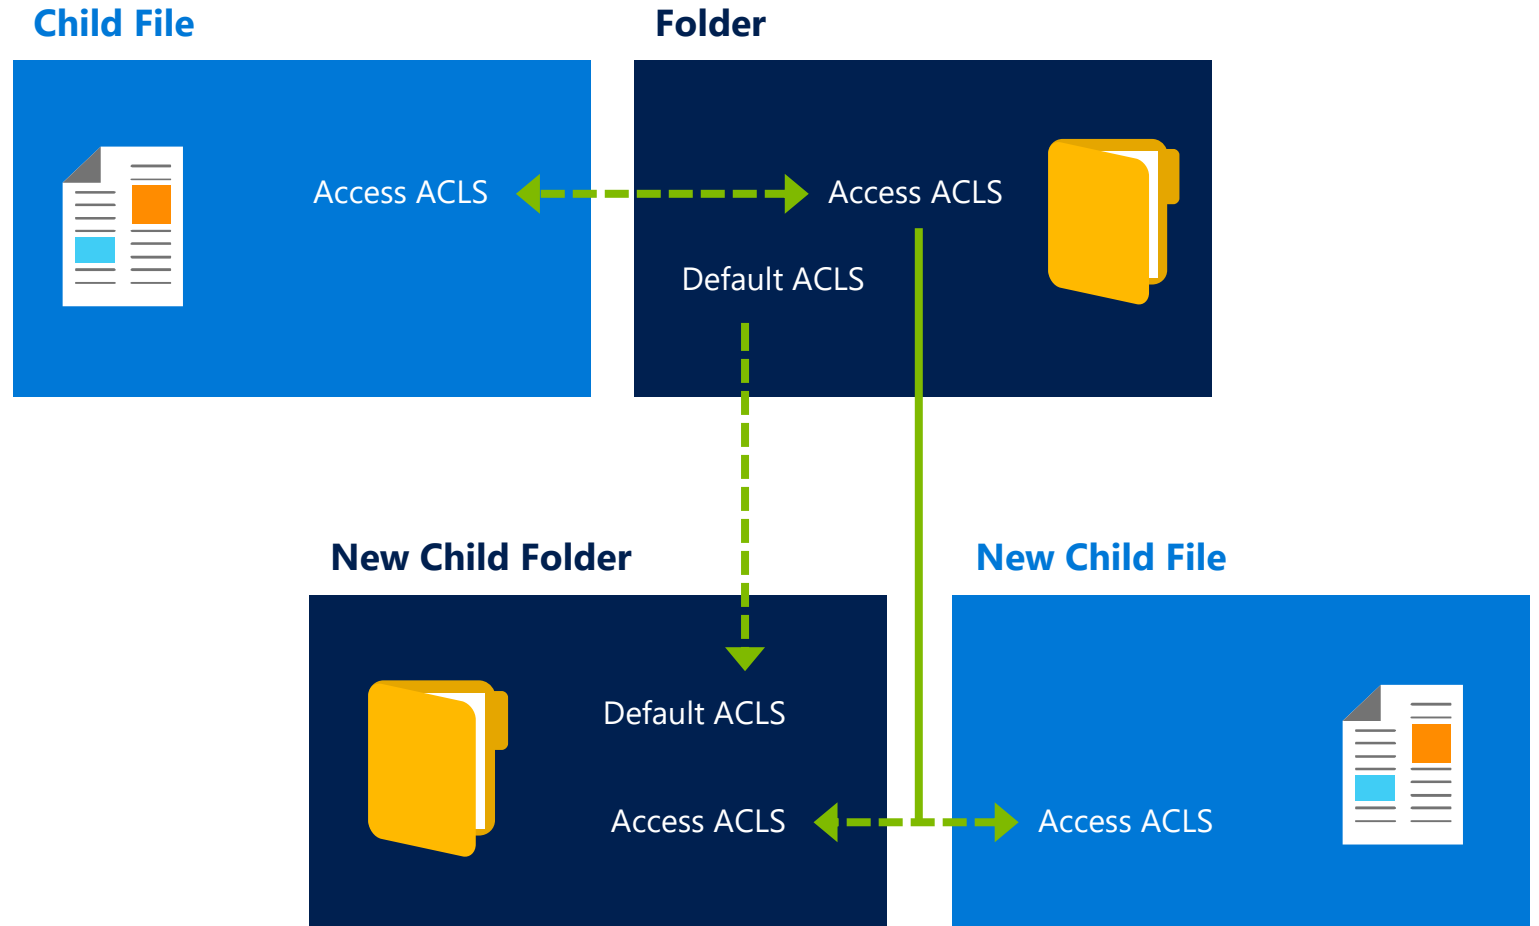 Child File
Folder
Access ACLS
Access ACLS
Default ACLS
New Child Folder
New Child File
Default ACLS
Access ACLS
Access ACLS